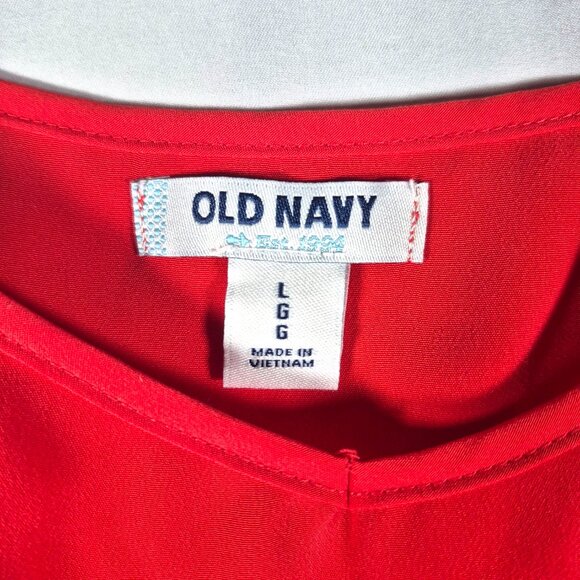 OLD NAVY
Est. 1994
L
G
G
MADE IN
VIETNAM